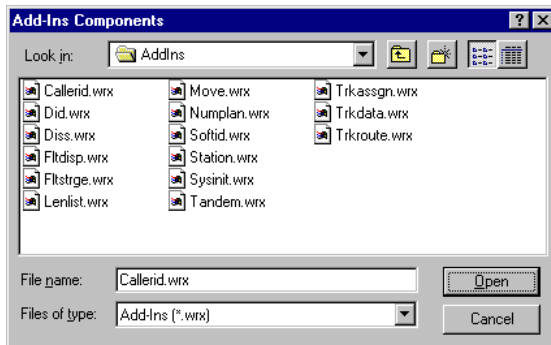 Add-Ins Components
Look in: AddIns
Callerid.wrx Move.wrx Trkassgn.wrx
Did.wrx Numplan.wrx Trkdata.wrx
Diss.wrx Softid.wrx Trkroute.wrx
Fltdisp.wrx Station.wrx
Fltstrge.wrx Sysinit.wrx
Lenlist.wrx Tandem.wrx
File name: Callerid.wrx Open
Files of type: Add-Ins (*.wrx) Cancel